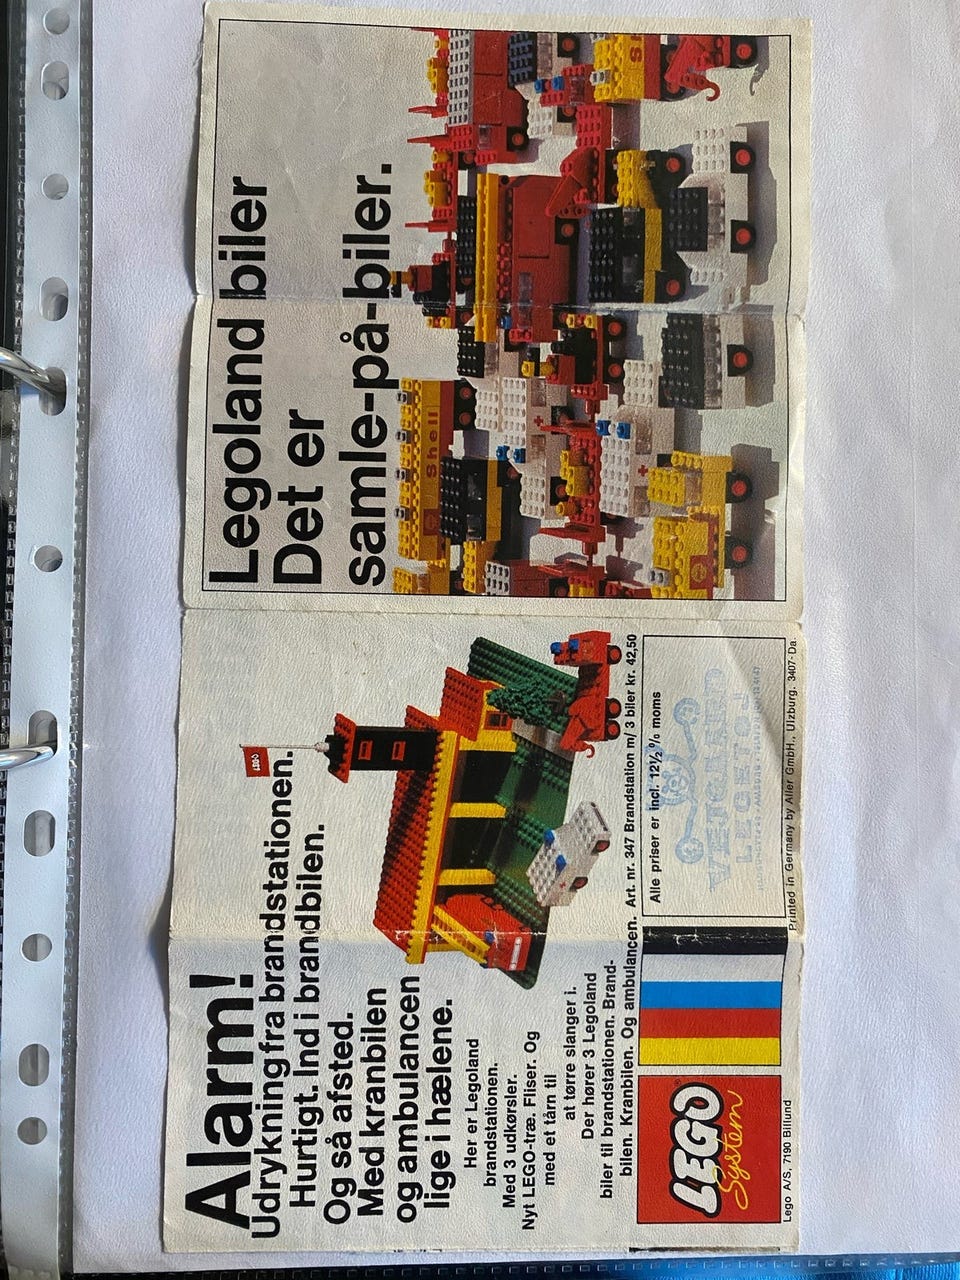 Alarm!
Udrykning fra brandstationen.
Hurtigt. Ind i brandbilen.
Og så afsted.
Med kranbilen
og ambulancen
lige i hælene.
Her er Legoland
brandstationen.
Med 3 udkørsler.
Nyt LEGO-træ. Fliser. Og
med et tårn til
at tørre slanger i.
Der hører 3 Legoland
biler til brandstationen. Brand-
bilen. Kranbilen. Og ambulancen. Art. nr. 347 Brandstation m/ 3 biler kr. 42,50
LEGO
LEGO®
System
Lego A/S, 7190 Billund
Alle priser er incl. 12½ % moms
LEGETØJ
Printed in Germany by Aller GmbH., Ulzburg. 3407-Da.
Legoland biler
Det er
samle-på-biler.
Shell
S